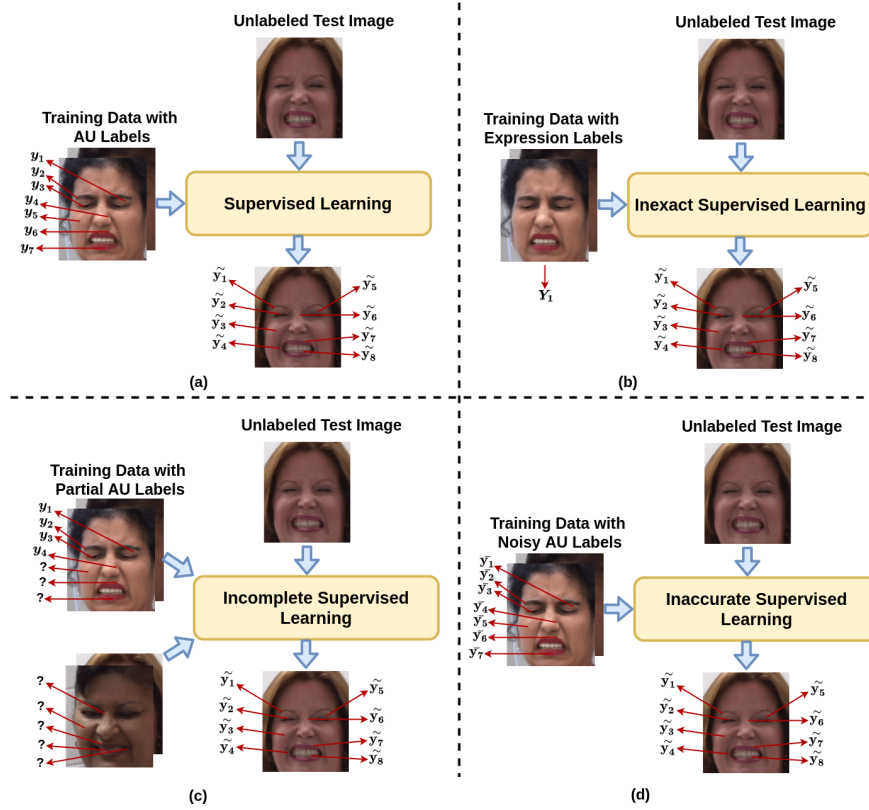 Unlabeled Test Image
Training Data with
AU Labels
y1
y2
y3
y4
y5
y6
y7
Supervised Learning
ỹ1
ỹ2
ỹ3
ỹ4
ỹ5
ỹ6
ỹ7
ỹ8
(a)
Unlabeled Test Image
Training Data with
Expression Labels
Y1
Inexact Supervised Learning
ỹ1
ỹ2
ỹ3
ỹ4
ỹ5
ỹ6
ỹ7
ỹ8
(b)
Unlabeled Test Image
Training Data with
Partial AU Labels
y1
y2
y3
y4
?
?
?
?
?
?
?
?
Incomplete Supervised
Learning
ỹ1
ỹ2
ỹ3
ỹ4
ỹ5
ỹ6
ỹ7
ỹ8
(c)
Unlabeled Test Image
Training Data with
Noisy AU Labels
ȳ1
ȳ2
ȳ3
ȳ4
ȳ5
ȳ6
ȳ7
Inaccurate Supervised
Learning
ỹ1
ỹ2
ỹ3
ỹ4
ỹ5
ỹ6
ỹ7
ỹ8
(d)